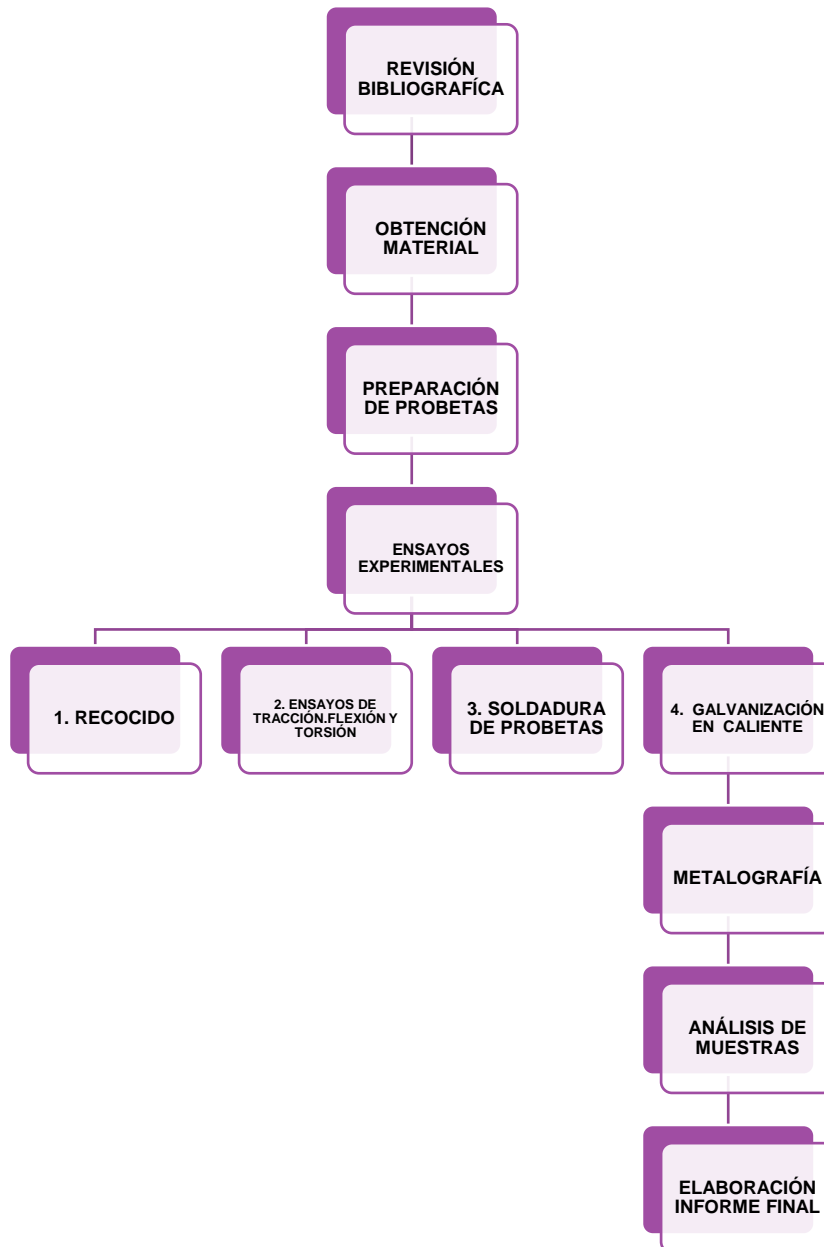 REVISIÓN
BIBLIOGRAFÍCA
OBTENCIÓN
MATERIAL
PREPARACIÓN
DE PROBETAS
ENSAYOS
EXPERIMENTALES
1. RECOCIDO
2. ENSAYOS DE
TRACCIÓN.FLEXIÓN Y
TORSIÓN
3. SOLDADURA
DE PROBETAS
4. GALVANIZACIÓN
EN CALIENTE
METALOGRAFÍA
ANÁLISIS DE
MUESTRAS
ELABORACIÓN
INFORME FINAL